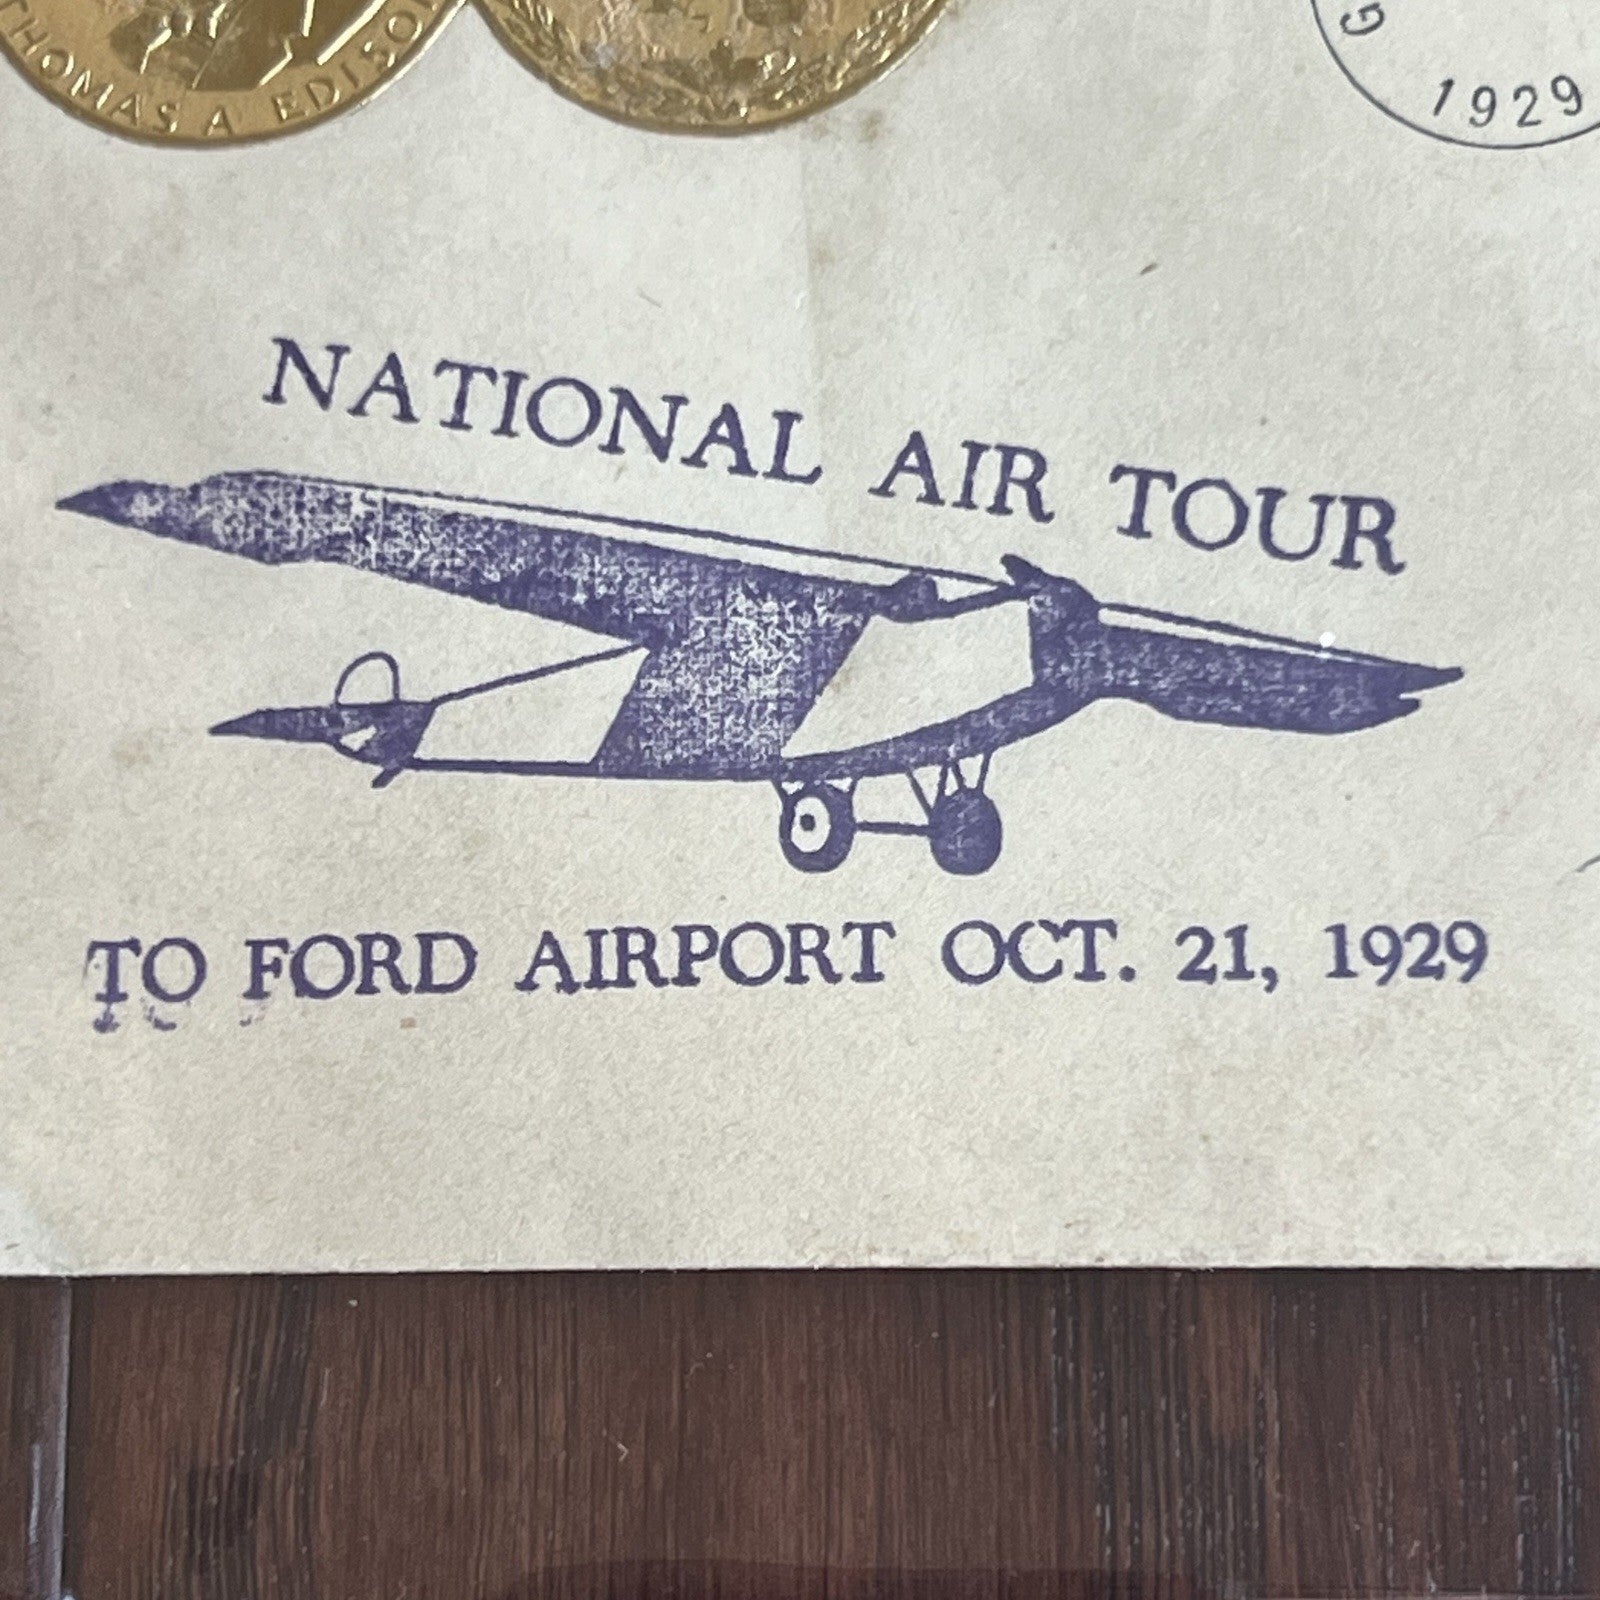 THOMAS A EDISON
G
1929
NATIONAL AIR TOUR
TO FORD AIRPORT OCT. 21, 1929